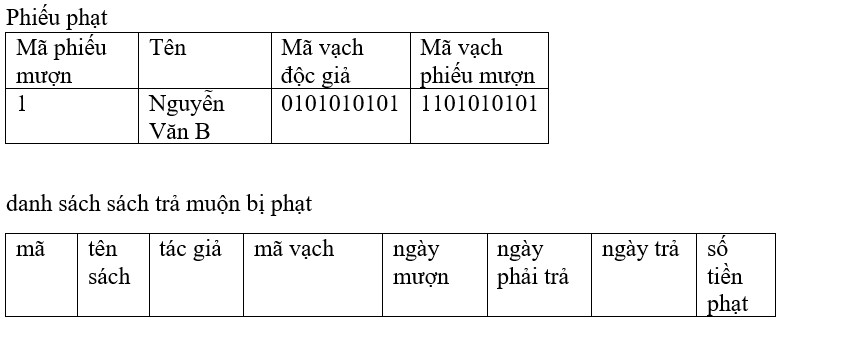 Phiếu phạt
Mã phiếu mượn Tên Mã vạch độc giả Mã vạch phiếu mượn
1 Nguyễn Văn B 0101010101 1101010101
danh sách sách trả muộn bị phạt
mã tên sách tác giả mã vạch ngày mượn ngày phải trả ngày trả số tiền phạt